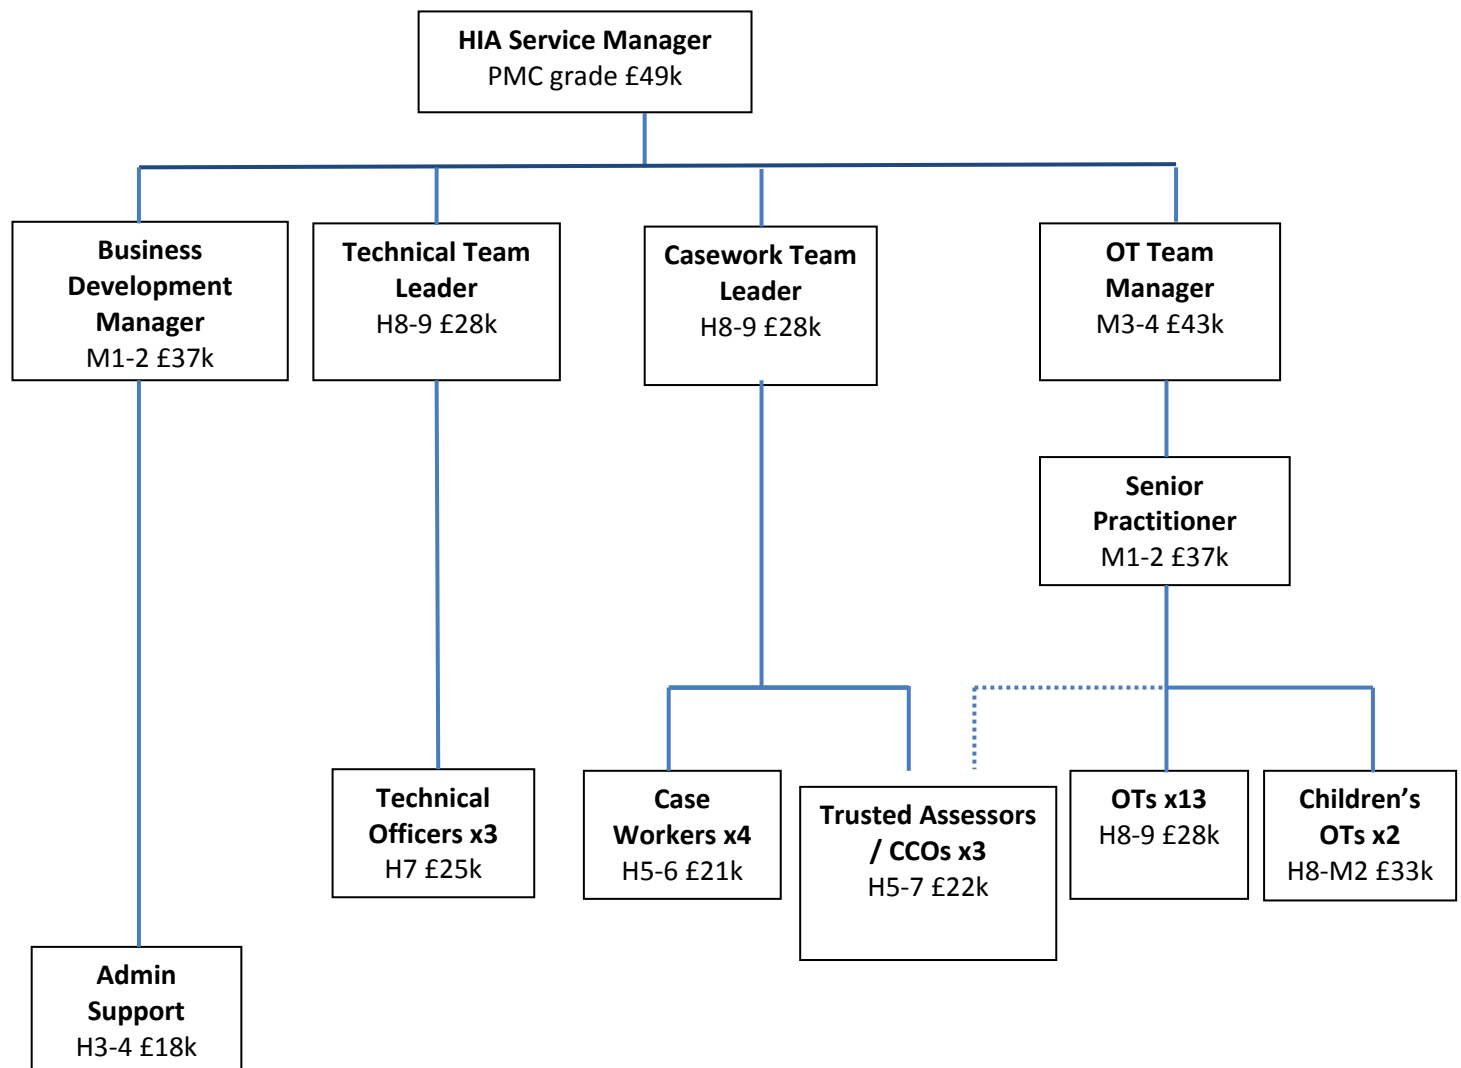 HIA Service Manager
PMC grade £49k
Business
Development
Manager
M1-2 £37k
Technical Team
Leader
H8-9 £28k
Casework Team
Leader
H8-9 £28k
OT Team
Manager
M3-4 £43k
Senior
Practitioner
M1-2 £37k
Technical
Officers x3
H7 £25k
Case
Workers x4
H5-6 £21k
Trusted Assessors
/ CCOs x3
H5-7 £22k
OTs x13
H8-9 £28k
Children’s
OTs x2
H8-M2 £33k
Admin
Support
H3-4 £18k